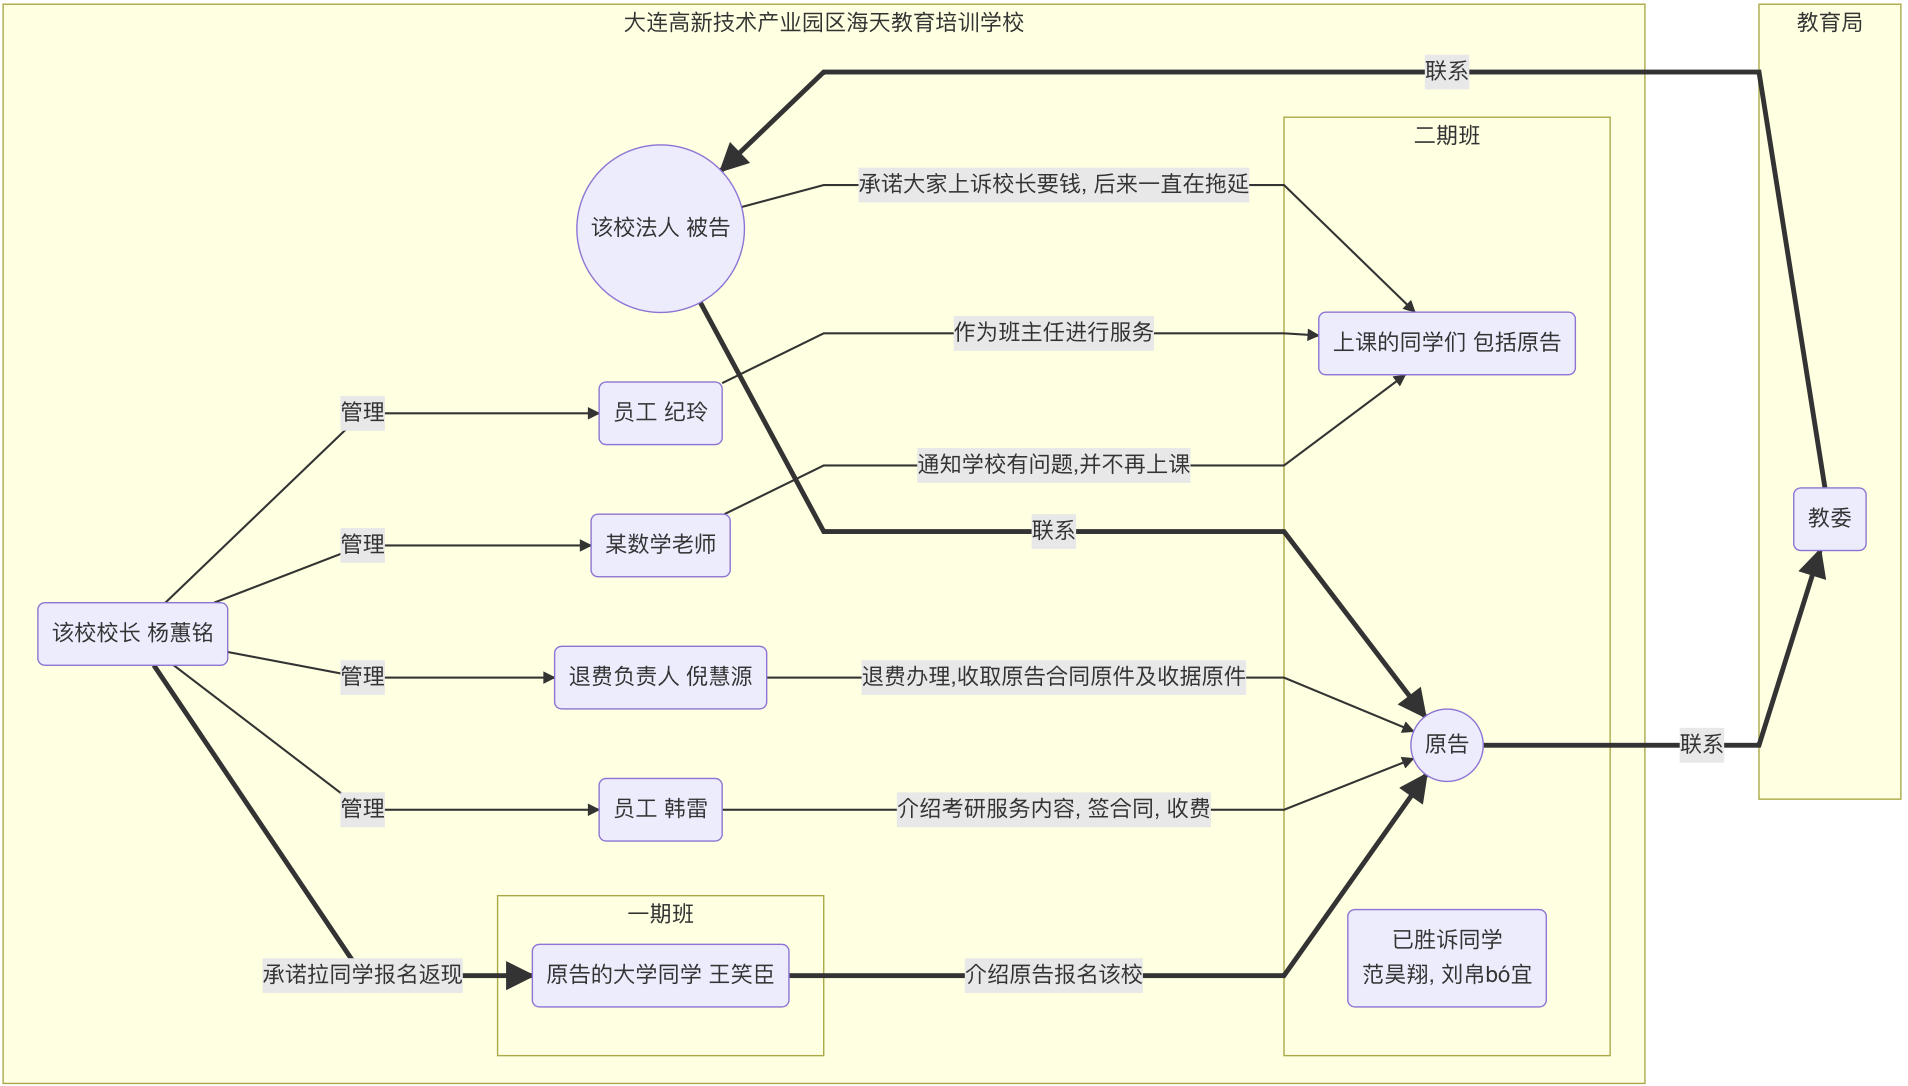 大连高新技术产业园区海天教育培训学校
教育局
联系
二期班
承诺大家上诉校长要钱, 后来一直在拖延
该校法人 被告
作为班主任进行服务
上课的同学们 包括原告
管理
员工 纪玲
通知学校有问题,并不再上课
教委
联系
管理
某数学老师
该校校长 杨蕙铭
管理
退费负责人 倪慧源
退费办理,收取原告合同原件及收据原件
原告
联系
管理
员工 韩雷
介绍考研服务内容, 签合同, 收费
一期班
已胜诉同学
范昊翔, 刘帛bó宜
承诺拉同学报名返现
原告的大学同学 王笑臣
介绍原告报名该校